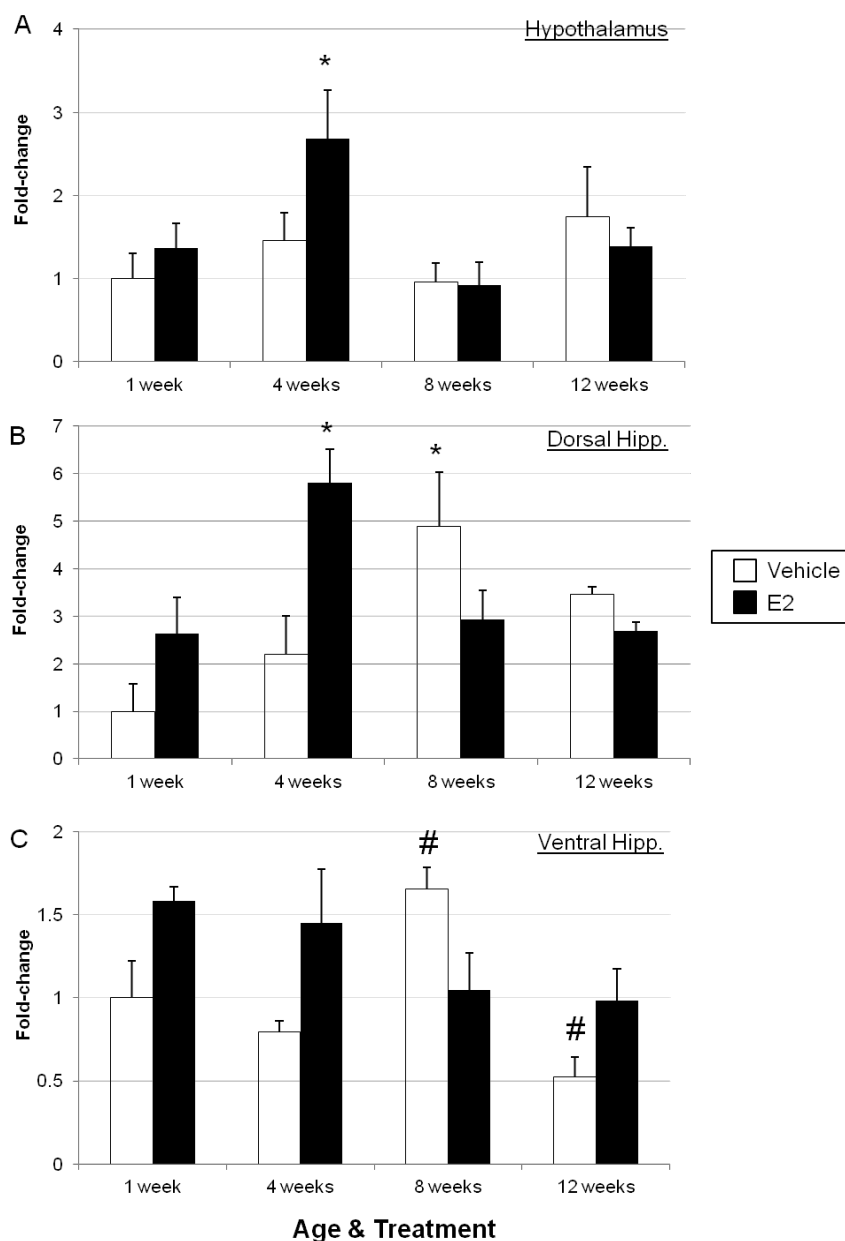 A
Hypothalamus
4
3
2
1
0
Fold-change
*
1 week 4 weeks 8 weeks 12 weeks
B
Dorsal Hipp.
7
6
5
4
3
2
1
0
Fold-change
* *
1 week 4 weeks 8 weeks 12 weeks
Vehicle
E2
C
Ventral Hipp.
2
1.5
1
0.5
0
Fold-change
#
#
1 week 4 weeks 8 weeks 12 weeks
Age & Treatment